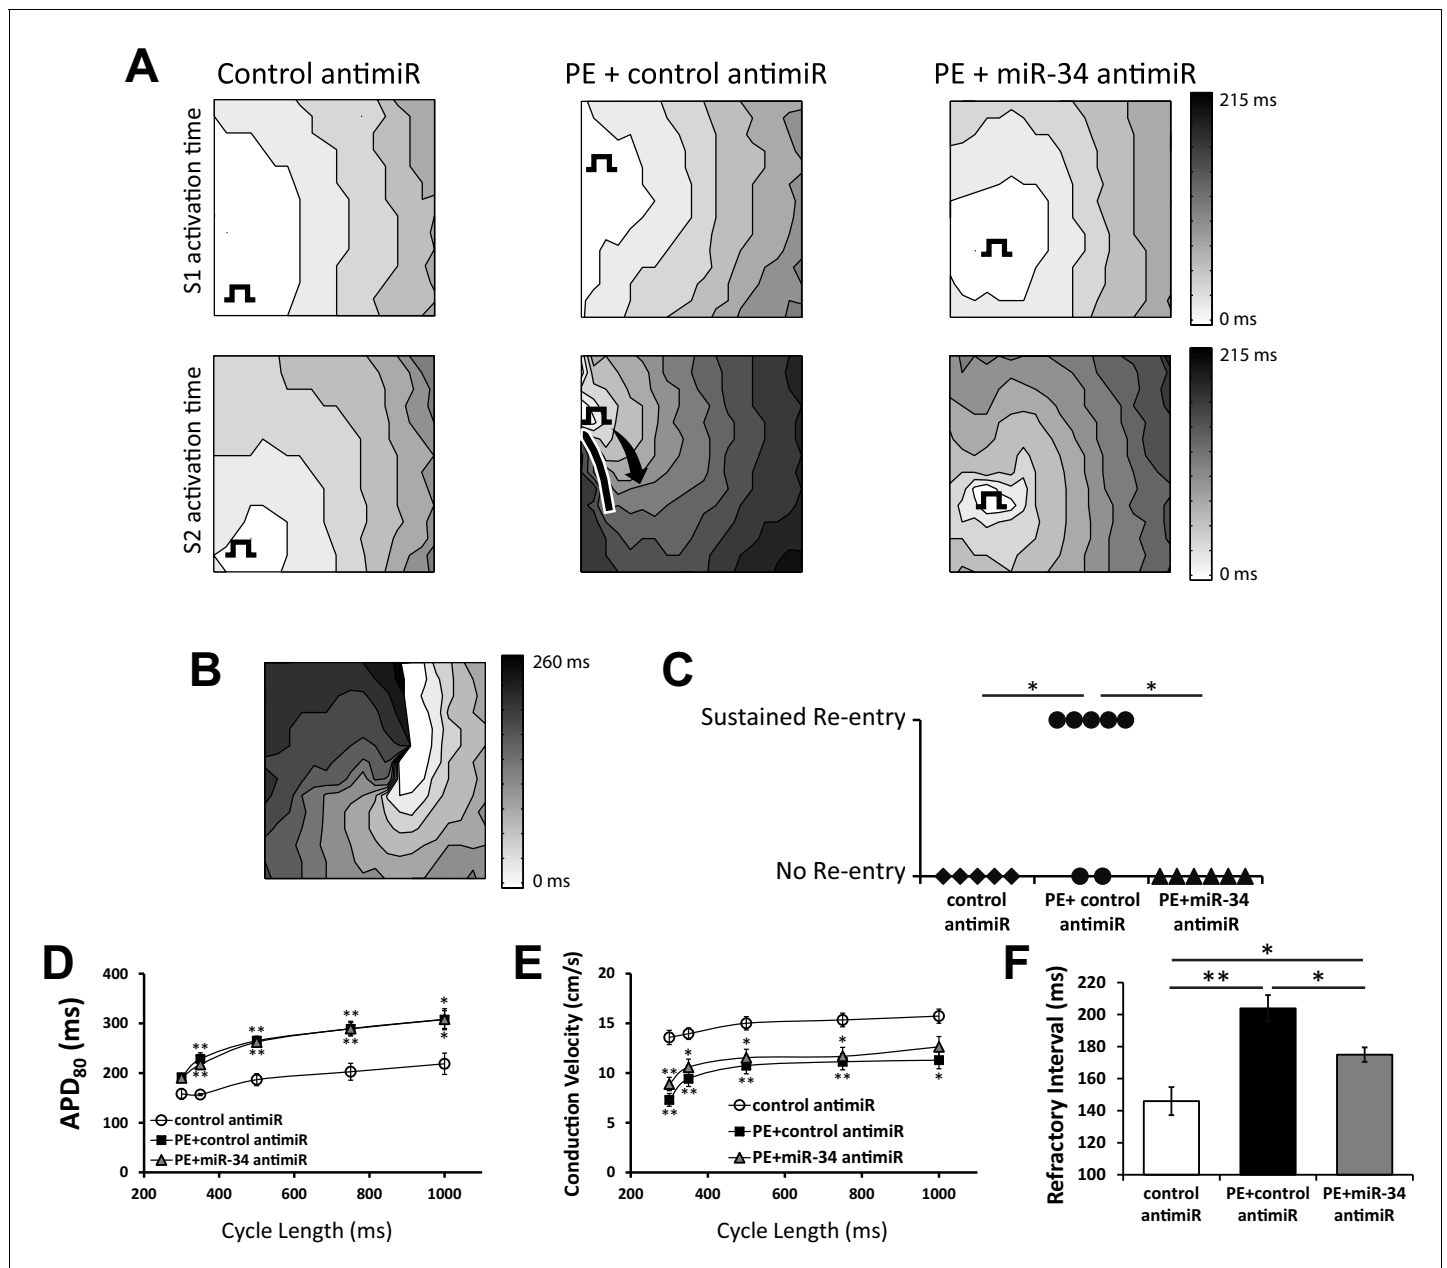 A
Control antimiR
PE + control antimiR
PE + miR-34 antimiR
S1 activation time
215 ms
0 ms
S2 activation time
215 ms
0 ms
B
260 ms
0 ms
C
* *
Sustained Re-entry
No Re-entry
control antimiR
PE+ control antimiR
PE+miR-34 antimiR
D
APD80 (ms)
400
300
200
100
0
** ** ** *
** ** ** *
control antimiR
PE+control antimiR
PE+miR-34 antimiR
200 400 600 800 1000
Cycle Length (ms)
E
Conduction Velocity (cm/s)
20
15
10
5
0
** * * *
** ** ** ** *
control antimiR
PE+control antimiR
PE+miR-34 antimiR
200 400 600 800 1000
Cycle Length (ms)
F
Refractory Interval (ms)
*
** *
220
200
180
160
140
120
100
control antimiR
PE+control antimiR
PE+miR-34 antimiR